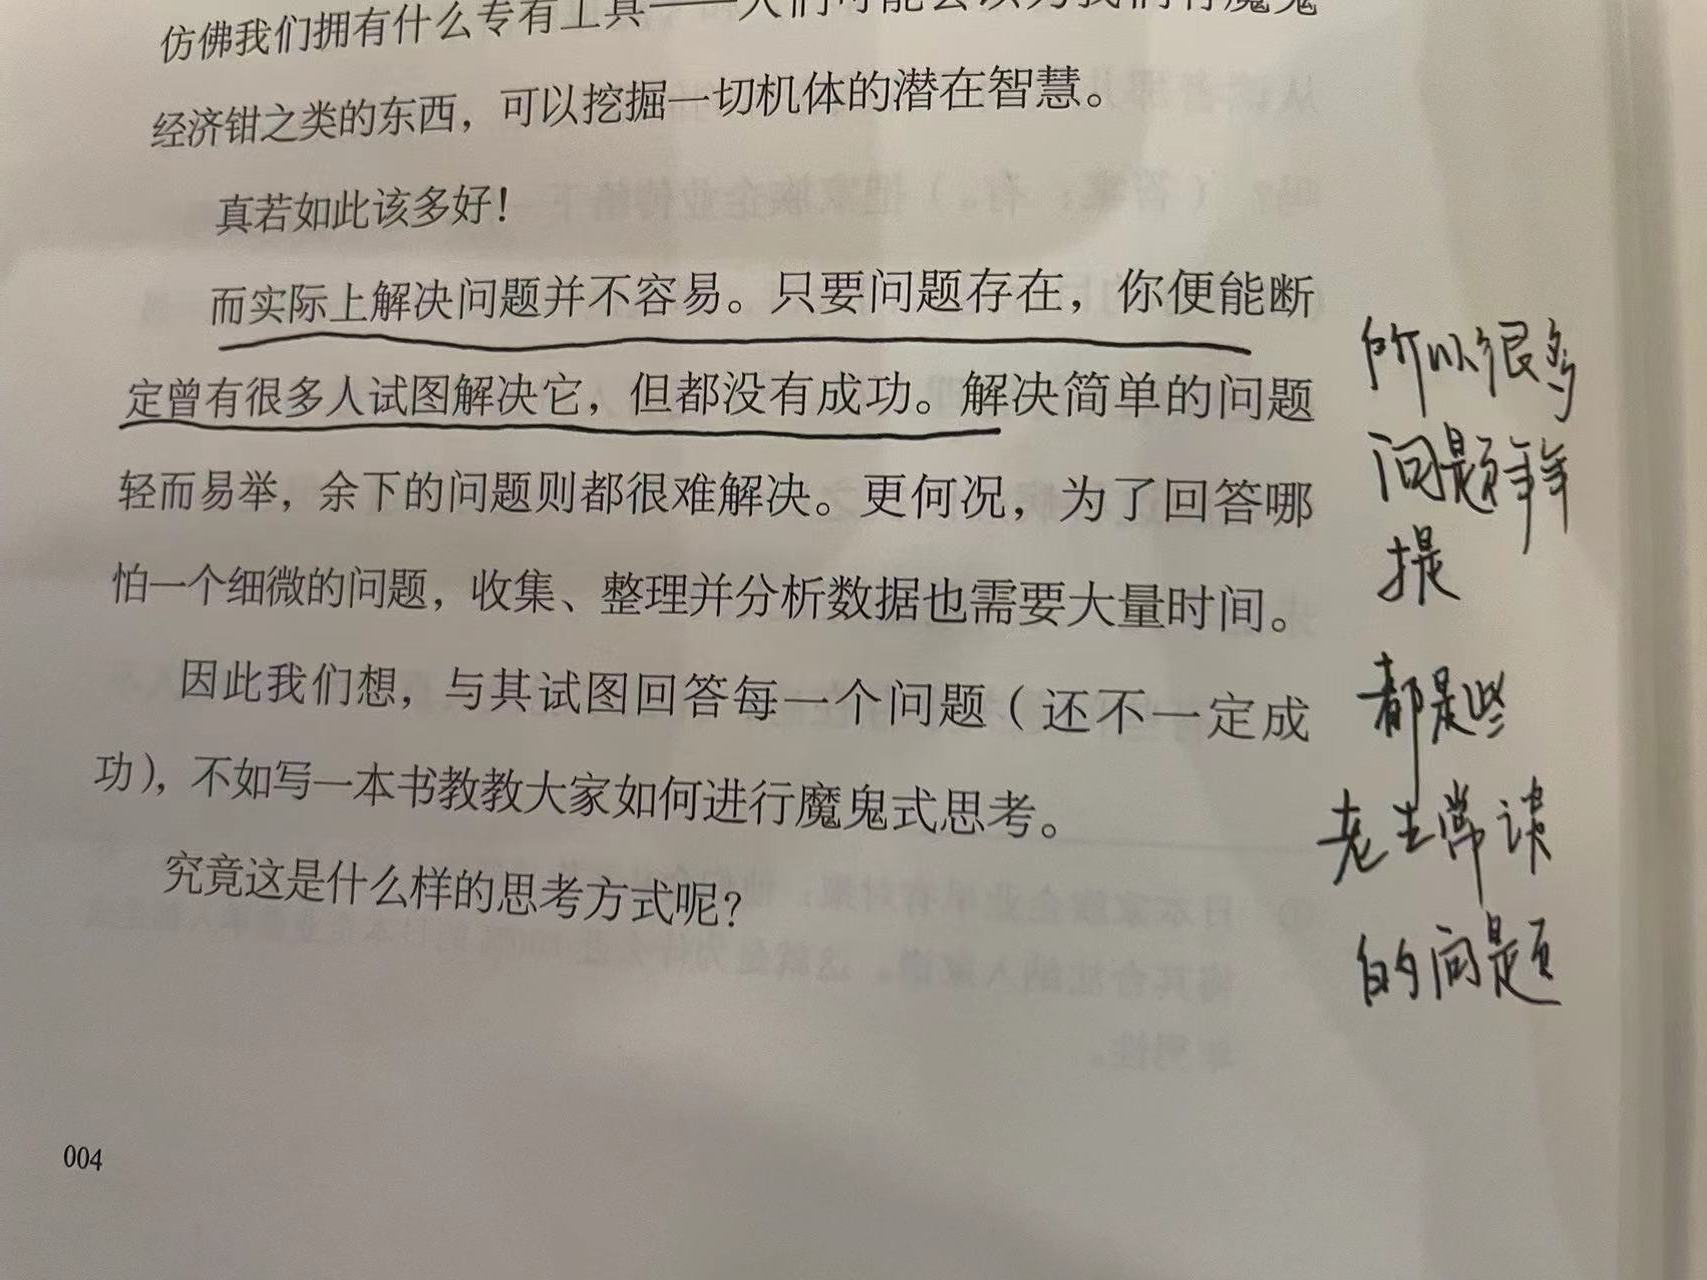 仿佛我们拥有什么专有工具——人们可能会以为我们有魔鬼
经济钳之类的东西，可以挖掘一切机体的潜在智慧。
真若如此该多好！
而实际上解决问题并不容易。只要问题存在，你便能断
定曾有很多人试图解决它，但都没有成功。解决简单的问题
轻而易举，余下的问题则都很难解决。更何况，为了回答哪
怕一个细微的问题，收集、整理并分析数据也需要大量时间。
因此我们想，与其试图回答每一个问题（还不一定成
功），不如写一本书教教大家如何进行魔鬼式思考。
究竟这是什么样的思考方式呢？
004
所以很多
问题年年
提
都是些
老生常谈
的问题